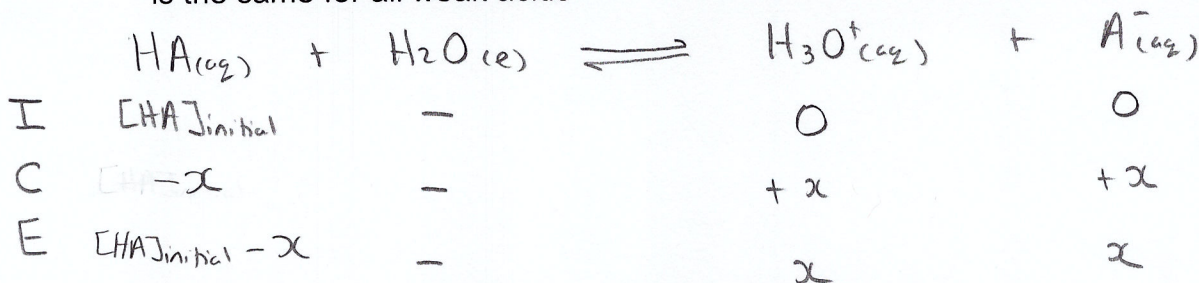 is the same for all weak acids
HA(aq) + H2O(l) ⇌ H3O⁺(aq) + A⁻(aq)
I [HA]initial – 0 0
C -x – +x +x
E [HA]initial - x – x x